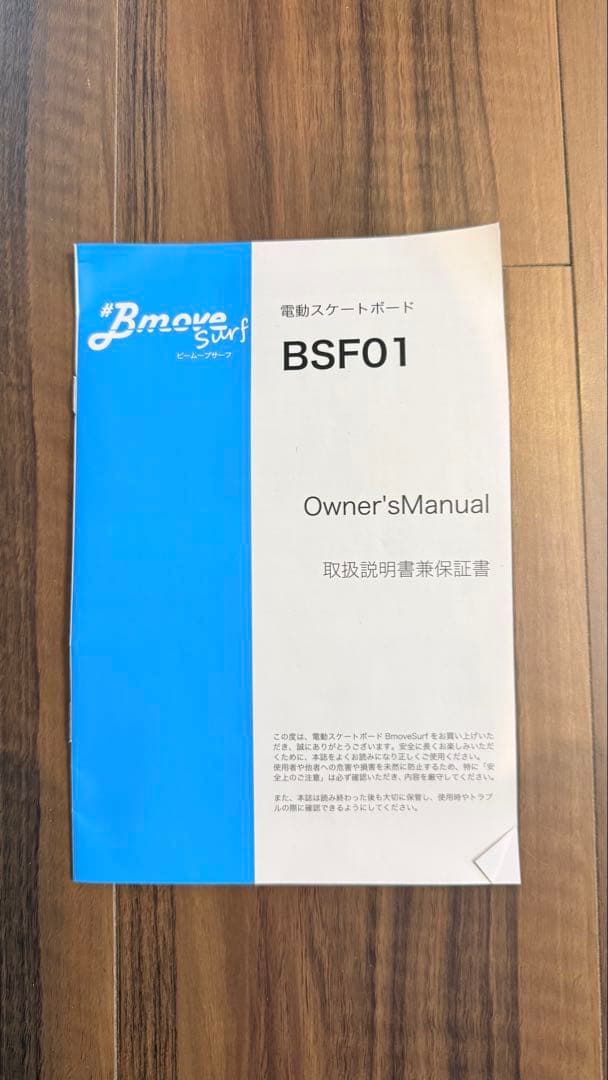 #Bmove
Surf
ビームーブサーフ
電動スケートボード
BSF01
Owner'sManual
取扱説明書兼保証書
この度は、電動スケートボード BmoveSurf をお買い上げいた
だき、誠にありがとうございます。安全に長くお楽しみいただ
くために、本誌をよくお読みになり正しくご使用ください。
使用者や他者への危害や損害を未然に防止するため、特に「安
全上のご注意」は必ず確認いただき、内容を厳守してください。
また、本誌は読み終わった後も大切に保管し、使用時やトラブ
ルの際に確認できるようにしてください。